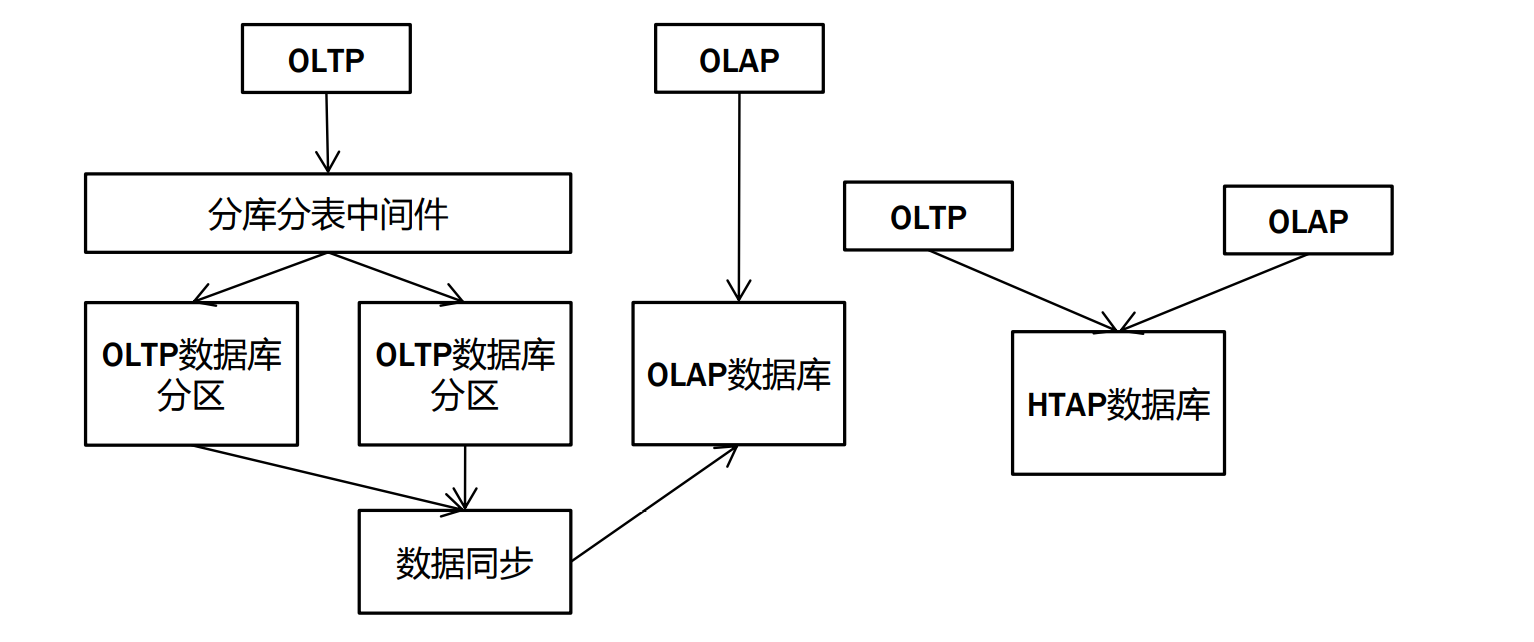 OLTP
OLAP
分库分表中间件
OLTP
OLAP
OLTP数据库
分区
OLTP数据库
分区
OLAP数据库
HTAP数据库
数据同步